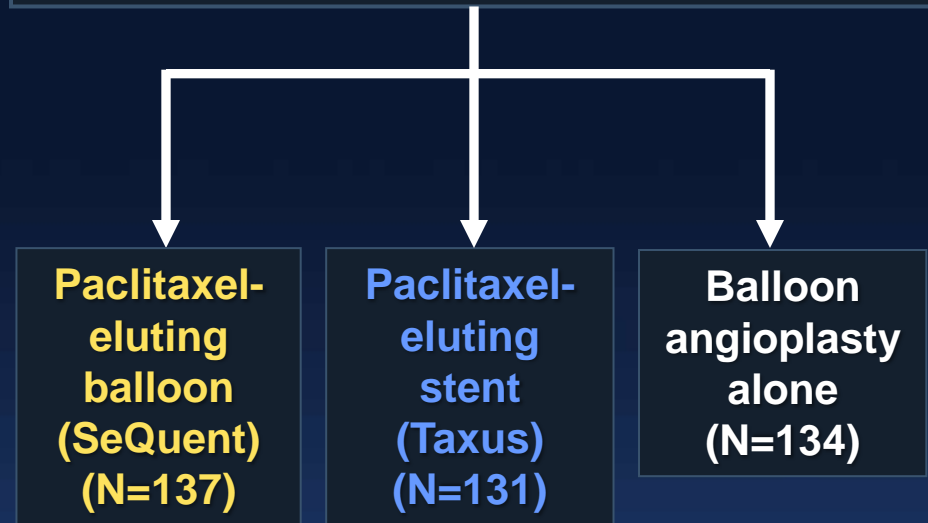 Paclitaxel-
eluting
balloon
(SeQuent)
(N=137)
Paclitaxel-
eluting
stent
(Taxus)
(N=131)
Balloon
angioplasty
alone
(N=134)